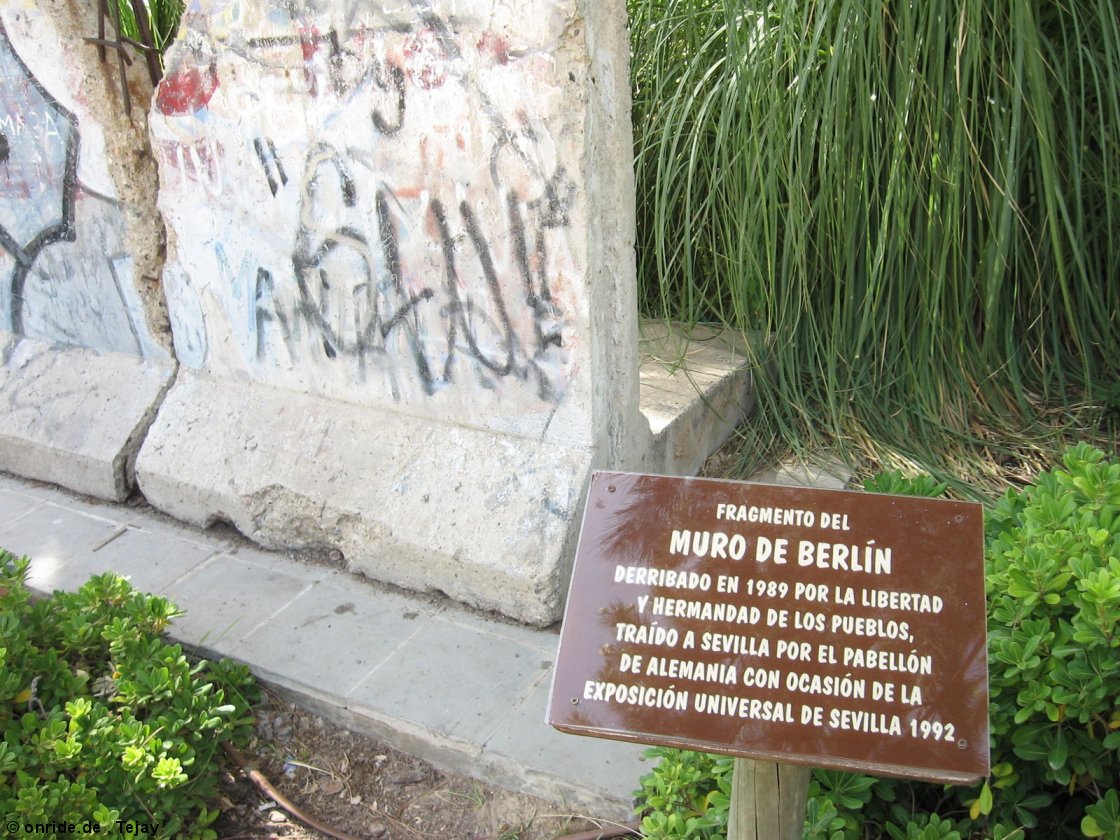 FRAGMENTO DEL
MURO DE BERLÍN
DERRIBADO EN 1989 POR LA LIBERTAD
Y HERMANDAD DE LOS PUEBLOS,
TRAÍDO A SEVILLA POR EL PABELLÓN
DE ALEMANIA CON OCASIÓN DE LA
EXPOSICIÓN UNIVERSAL DE SEVILLA 1992
© onride.de . Tejay